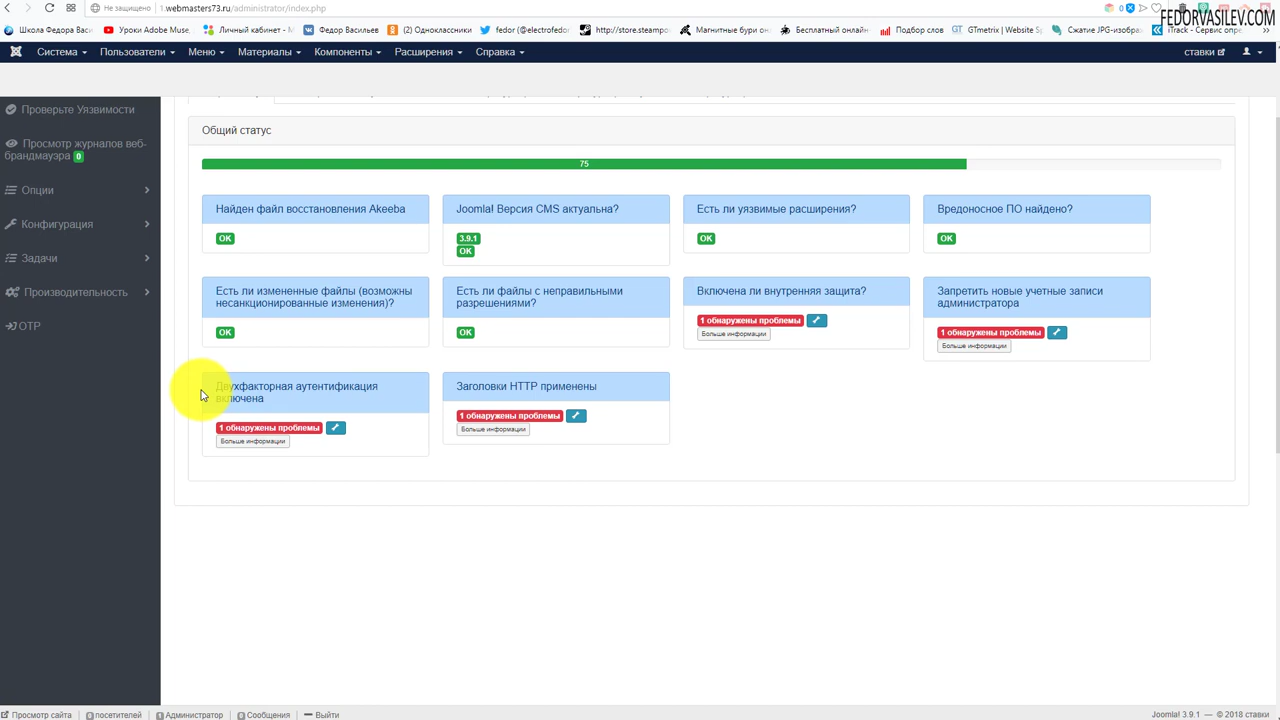 Не защищено
1.webmasters73.ru/administrator/index.php
FEDORVASILEV.COM
Школа Федора Васи
Уроки Adobe Muse
Личный кабинет -
Федор Васильев
(2) Одноклассники
fedor (@electrofedor
http://store.steampo
Магнитные бури он
Бесплатный онлайн
Подбор слов
GTmetrix | Website Sp
Сжатие JPG-изображ
iTrack - Сервис опре
Система
Пользователи
Меню
Материалы
Компоненты
Расширения
Справка
ставки
Проверьте Уязвимости
Просмотр журналов веб-
брандмауэра 0
Опции
Конфигурация
Задачи
Производительность
OTP
Общий статус
75
Найден файл восстановления Akeeba
OK
Joomla! Версия CMS актуальна?
3.9.1
OK
Есть ли уязвимые расширения?
OK
Вредоносное ПО найдено?
OK
Есть ли измененные файлы (возможны
несанкционированные изменения)?
OK
Есть ли файлы с неправильными
разрешениями?
OK
Включена ли внутренняя защита?
1 обнаружены проблемы
Больше информации
Запретить новые учетные записи
администратора
1 обнаружены проблемы
Больше информации
Двухфакторная аутентификация
включена
1 обнаружены проблемы
Больше информации
Заголовки HTTP применены
1 обнаружены проблемы
Больше информации
Просмотр сайта
0 посетителей
1 Администратор
0 Сообщения
Выйти
Joomla! 3.9.1 — © 2018 ставки